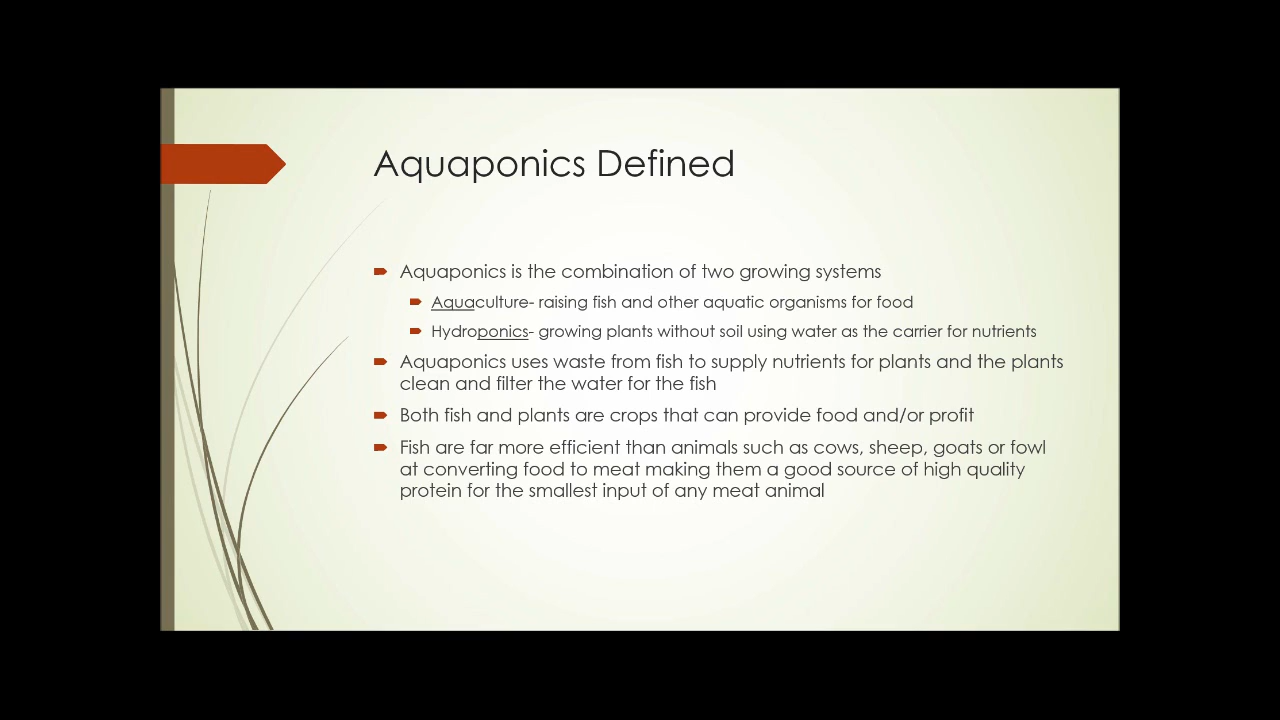 Aquaponics Defined
Aquaponics is the combination of two growing systems
Aquaculture- raising fish and other aquatic organisms for food
Hydroponics- growing plants without soil using water as the carrier for nutrients
Aquaponics uses waste from fish to supply nutrients for plants and the plants
clean and filter the water for the fish
Both fish and plants are crops that can provide food and/or profit
Fish are far more efficient than animals such as cows, sheep, goats or fowl
at converting food to meat making them a good source of high quality
protein for the smallest input of any meat animal